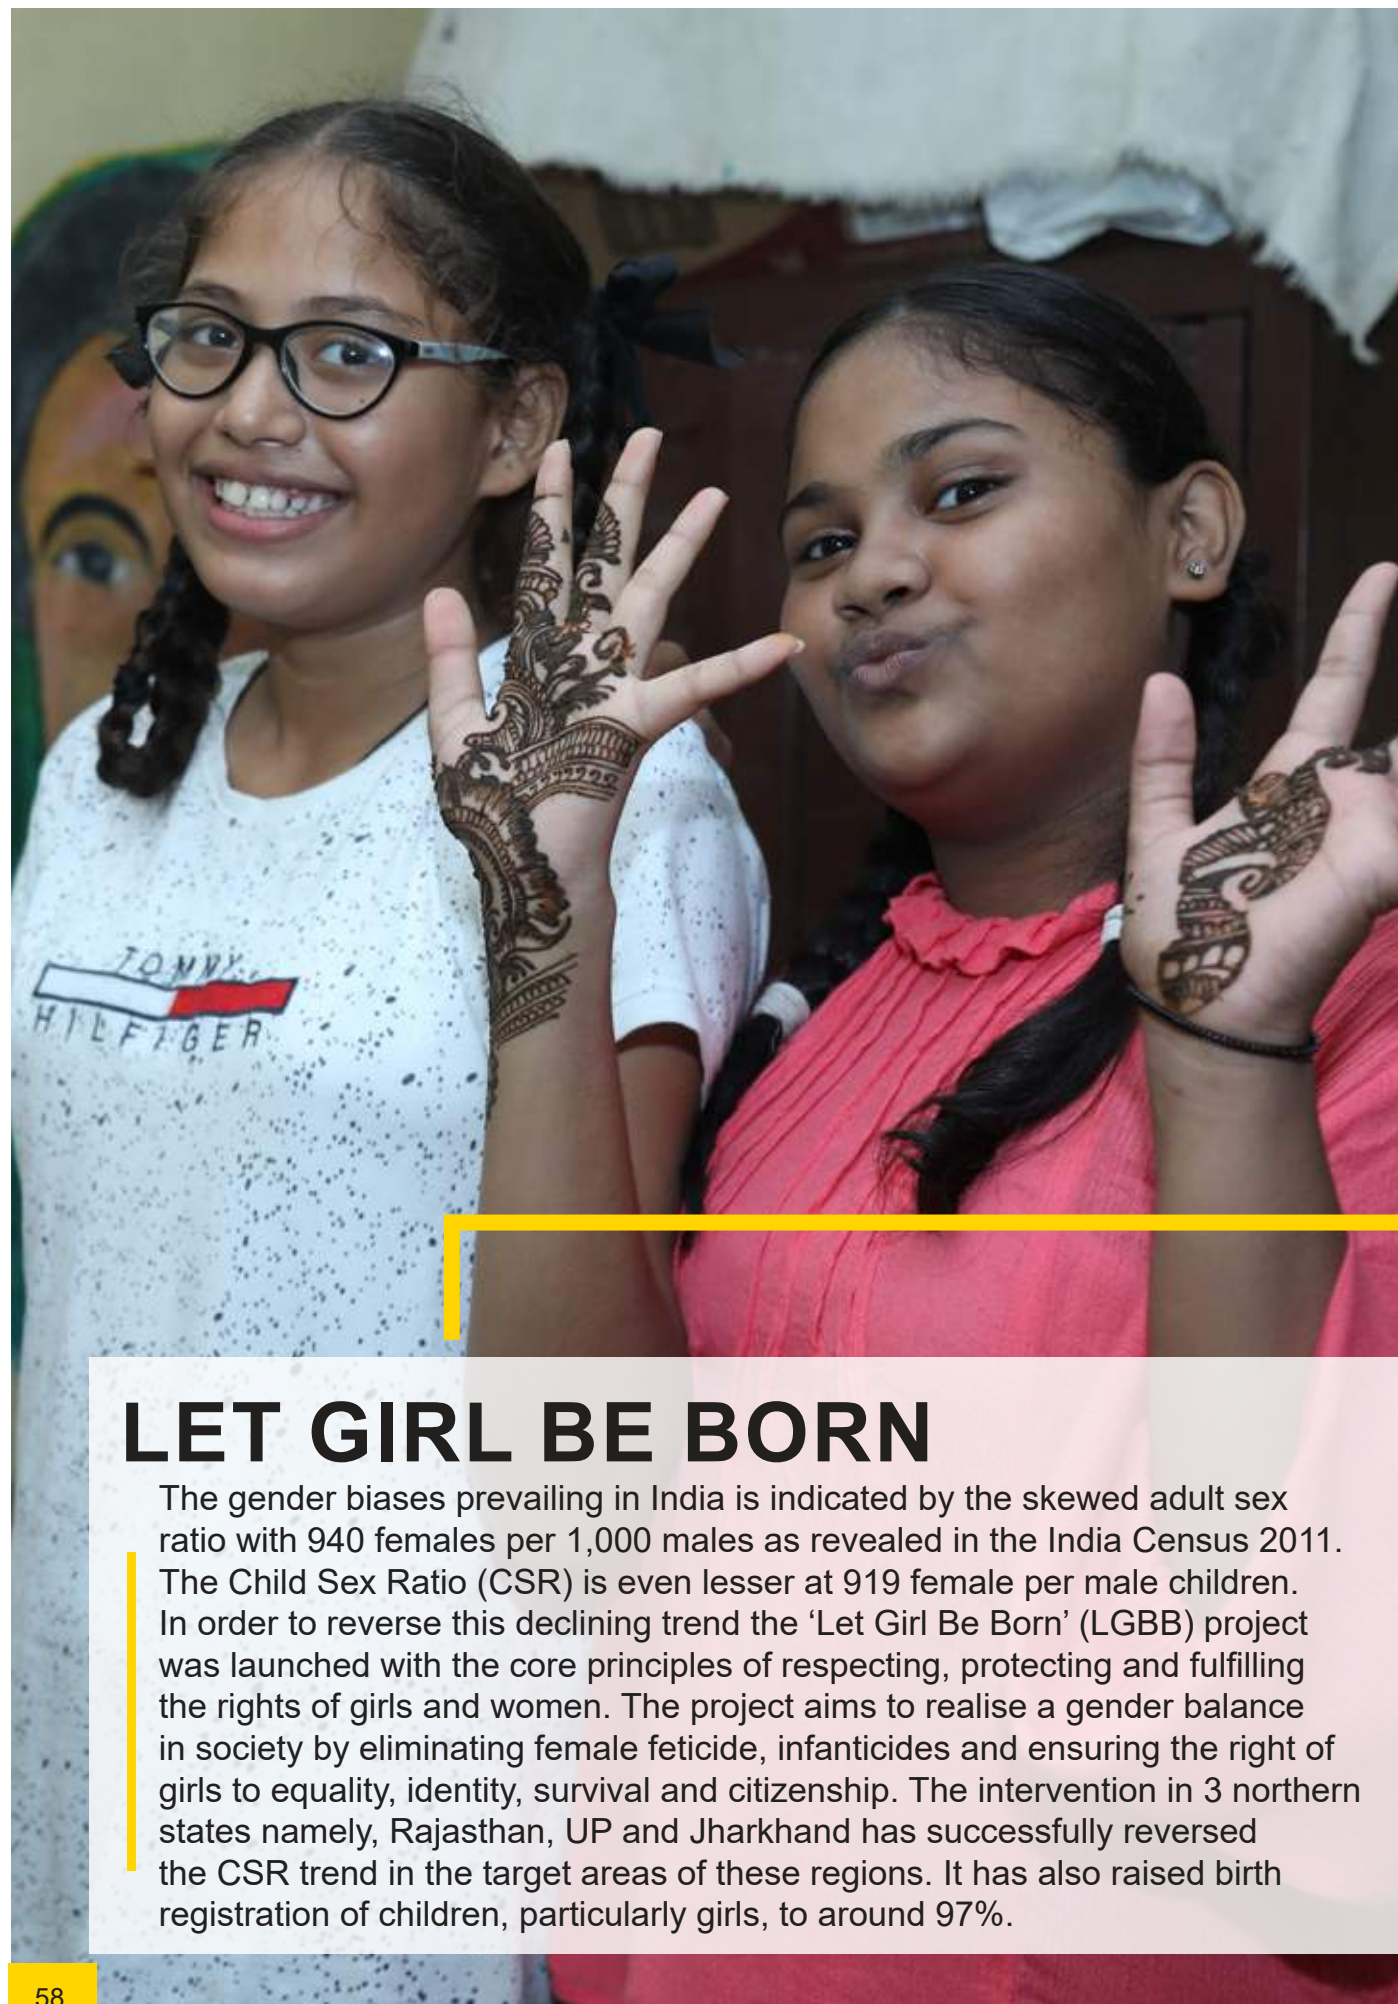 TOMMY
HILFIGER
LET GIRL BE BORN
The gender biases prevailing in India is indicated by the skewed adult sex
ratio with 940 females per 1,000 males as revealed in the India Census 2011.
The Child Sex Ratio (CSR) is even lesser at 919 female per male children.
In order to reverse this declining trend the ‘Let Girl Be Born’ (LGBB) project
was launched with the core principles of respecting, protecting and fulfilling
the rights of girls and women. The project aims to realise a gender balance
in society by eliminating female feticide, infanticides and ensuring the right of
girls to equality, identity, survival and citizenship. The intervention in 3 northern
states namely, Rajasthan, UP and Jharkhand has successfully reversed
the CSR trend in the target areas of these regions. It has also raised birth
registration of children, particularly girls, to around 97%.
58